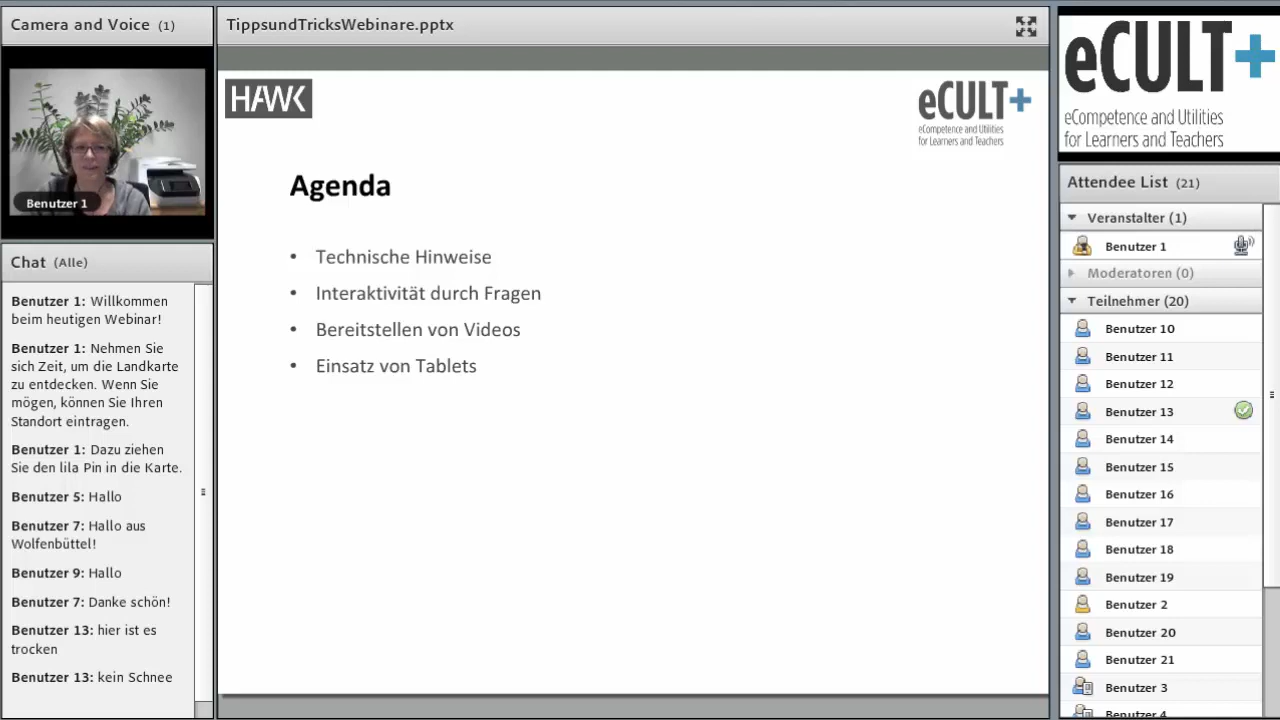 Camera and Voice (1)
Benutzer 1
Chat (Alle)
Benutzer 1: Willkommen
beim heutigen Webinar!
Benutzer 1: Nehmen Sie
sich Zeit, um die Landkarte
zu entdecken. Wenn Sie
mögen, können Sie Ihren
Standort eintragen.
Benutzer 1: Dazu ziehen
Sie den lila Pin in die Karte.
Benutzer 5: Hallo
Benutzer 7: Hallo aus
Wolfenbüttel!
Benutzer 9: Hallo
Benutzer 7: Danke schön!
Benutzer 13: hier ist es
trocken
Benutzer 13: kein Schnee
TippsundTricksWebinare.pptx
HAWK
eCULT+
eCompetence and Utilities
for Learners and Teachers
Agenda
• Technische Hinweise
• Interaktivität durch Fragen
• Bereitstellen von Videos
• Einsatz von Tablets
eCULT+
eCompetence and Utilities
for Learners and Teachers
Attendee List (21)
Veranstalter (1)
Benutzer 1
Moderatoren (0)
Teilnehmer (20)
Benutzer 10
Benutzer 11
Benutzer 12
Benutzer 13
Benutzer 14
Benutzer 15
Benutzer 16
Benutzer 17
Benutzer 18
Benutzer 19
Benutzer 2
Benutzer 20
Benutzer 21
Benutzer 3
Benutzer 4